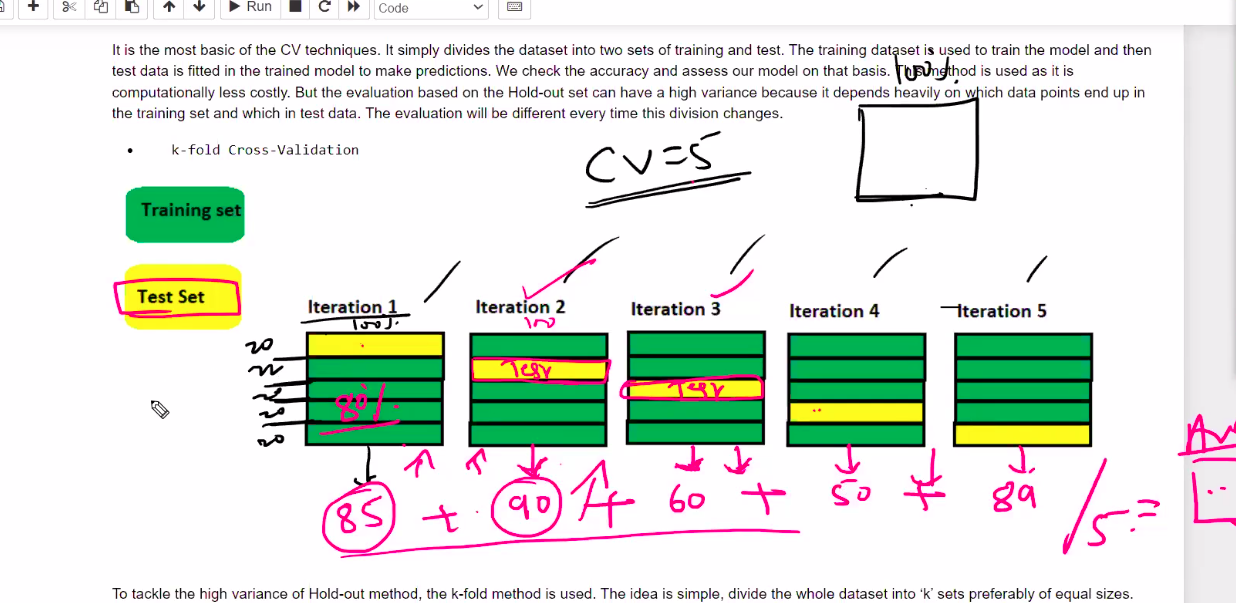 Run
Code
It is the most basic of the CV techniques. It simply divides the dataset into two sets of training and test. The training dataset is used to train the model and then
test data is fitted in the trained model to make predictions. We check the accuracy and assess our model on that basis. This method is used as it is
computationally less costly. But the evaluation based on the Hold-out set can have a high variance because it depends heavily on which data points end up in
the training set and which in test data. The evaluation will be different every time this division changes.
100%.
• k-fold Cross-Validation
CV=5
Training set
Test Set
Iteration 1
Iteration 2
Iteration 3
Iteration 4
Iteration 5
100%.
100
20
20
20
20
Test
Test
80%.
85 + 90 + 60 + 50 + 89 /5 =
To tackle the high variance of Hold-out method, the k-fold method is used. The idea is simple, divide the whole dataset into 'k' sets preferably of equal sizes.